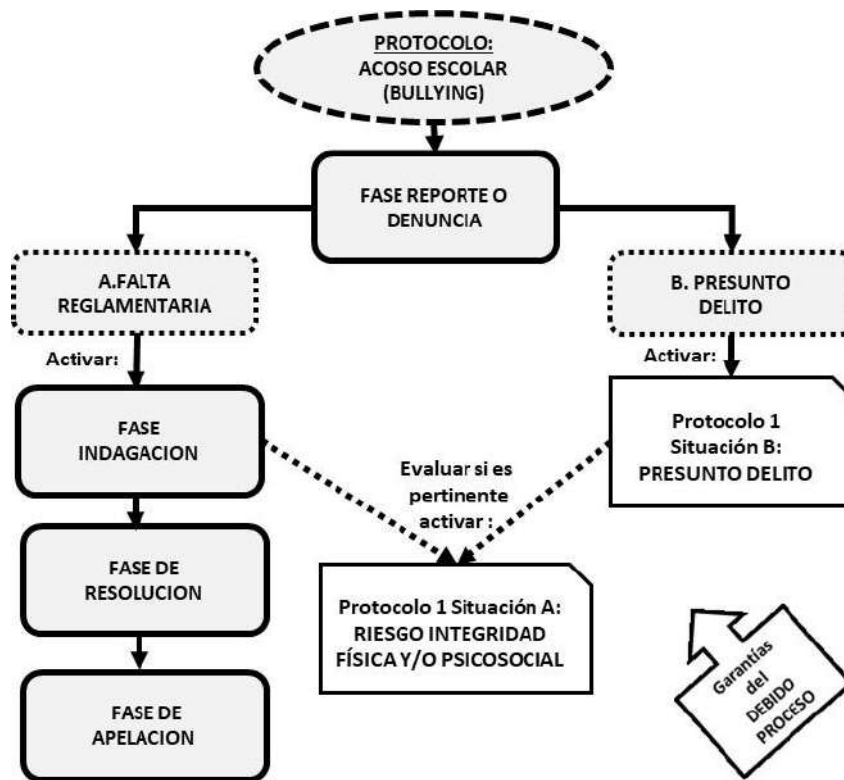 PROTOCOLO:
ACOSO ESCOLAR
(BULLYING)
FASE REPORTE O
DENUNCIA
A.FALTA
REGLAMENTARIA
B. PRESUNTO
DELITO
Activar:
Activar:
FASE
INDAGACION
Protocolo 1
Situación B:
PRESUNTO DELITO
Evaluar si es
pertinente
activar :
FASE DE
RESOLUCION
Protocolo 1 Situación A:
RIESGO INTEGRIDAD
FÍSICA Y/O PSICOSOCIAL
FASE DE
APELACION
Garantías
del
DEBIDO
PROCESO